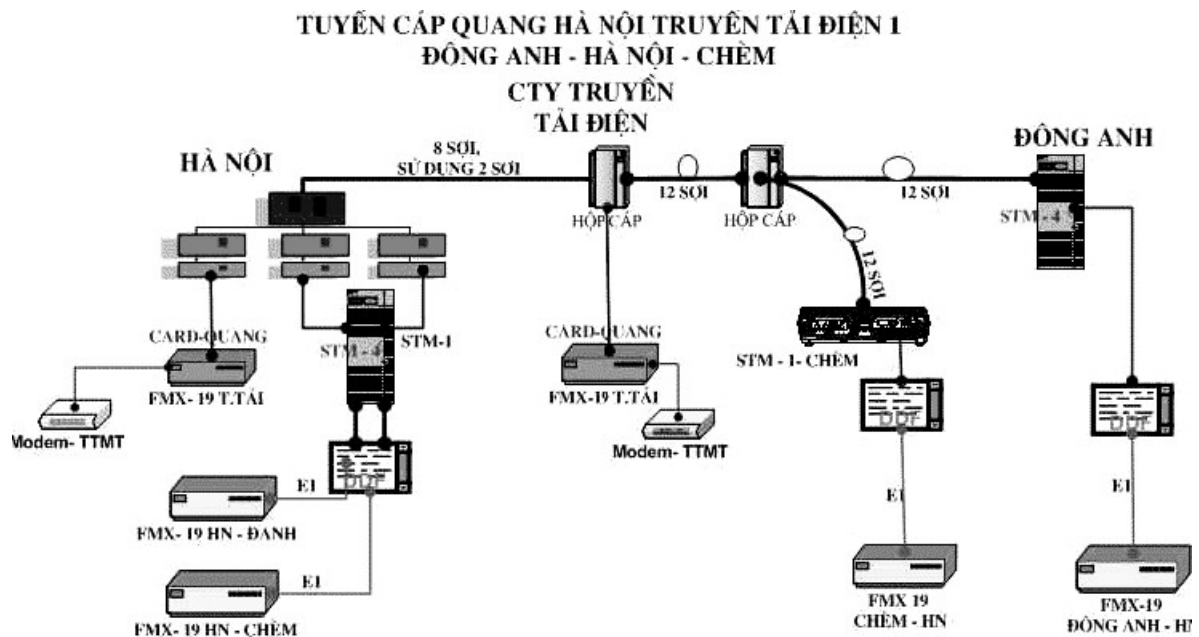 TUYẾN CÁP QUANG HÀ NỘI TRUYỀN TẢI ĐIỆN 1
ĐÔNG ANH - HÀ NỘI - CHÈM
CTY TRUYỀN
TẢI ĐIỆN
HÀ NỘI
8 SỢI,
SỬ DỤNG 2 SỢI
ĐÔNG ANH
12 SỢI
12 SỢI
HỘP CÁP
HỘP CÁP
STM - 4
12 SỢI
CARD-QUANG
STM - 4
STM-1
CARD-QUANG
STM - 1- CHÈM
FMX- 19 T.TẢI
FMX-19 T.TẢI
Modem- TTMT
Modem- TTMT
DDF
DDF
DDF
E1
E1
E1
FMX- 19 HN - ĐANH
E1
FMX- 19 HN - CHÈM
FMX 19
CHÈM - HN
FMX-19
ĐÔNG ANH - HN